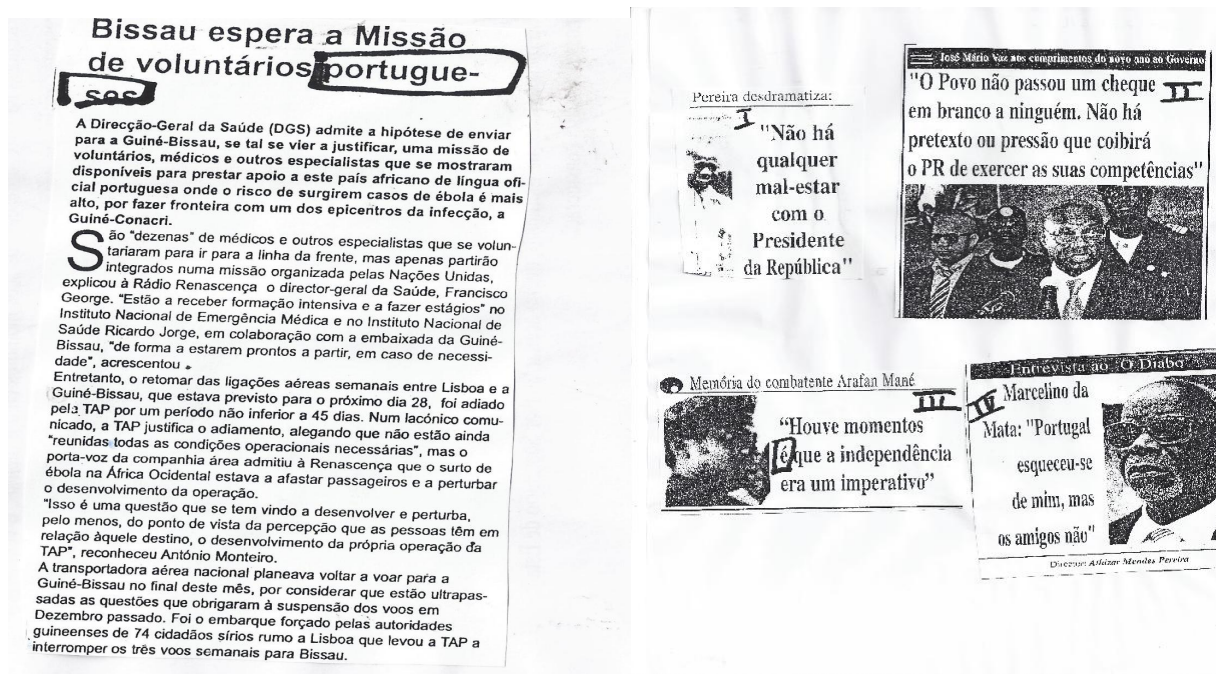 Bissau espera a Missão
de voluntários portugue-
ses
A Direcção-Geral da Saúde (DGS) admite a hipótese de enviar
para a Guiné-Bissau, se tal se vier a justificar, uma missão de
voluntários, médicos e outros especialistas que se mostraram
disponíveis para prestar apoio a este país africano de língua ofi-
cial portuguesa onde o risco de surgirem casos de ébola é mais
alto, por fazer fronteira com um dos epicentros da infecção, a
Guiné-Conacri.
São "dezenas" de médicos e outros especialistas que se volun-
tariaram para ir para a linha da frente, mas apenas partirão
integrados numa missão organizada pelas Nações Unidas,
explicou à Rádio Renascença o director-geral da Saúde, Francisco
George. "Estão a receber formação intensiva e a fazer estágios" no
Instituto Nacional de Emergência Médica e no Instituto Nacional de
Saúde Ricardo Jorge, em colaboração com a embaixada da Guiné-
Bissau, "de forma a estarem prontos a partir, em caso de necessi-
dade", acrescentou.
Entretanto, o retomar das ligações aéreas semanais entre Lisboa e a
Guiné-Bissau, que estava previsto para o próximo dia 28, foi adiado
pela TAP por um período não inferior a 45 dias. Num lacónico comu-
nicado, a TAP justifica o adiamento, alegando que não estão ainda
"reunidas todas as condições operacionais necessárias", mas o
porta-voz da companhia área admitiu à Renascença que o surto de
ébola na África Ocidental estava a afastar passageiros e a perturbar
o desenvolvimento da operação.
"Isso é uma questão que se tem vindo a desenvolver e perturba,
pelo menos, do ponto de vista da percepção que as pessoas têm em
relação àquele destino, o desenvolvimento da própria operação da
TAP", reconheceu António Monteiro.
A transportadora aérea nacional planeava voltar a voar para a
Guiné-Bissau no final deste mês, por considerar que estão ultrapas-
sadas as questões que obrigaram à suspensão dos voos em
Dezembro passado. Foi o embarque forçado pelas autoridades
guineenses de 74 cidadãos sírios rumo a Lisboa que levou a TAP a
interromper os três voos semanais para Bissau.
Pereira desdramatiza:
I
"Não há
qualquer
mal-estar
com o
Presidente
da República"
José Mário Vaz nos cumprimentos do novo ano ao Governo
"O Povo não passou um cheque II
em branco a ninguém. Não há
pretexto ou pressão que coibirá
o PR de exercer as suas competências"
Memória do combatente Arafan Mané
III
"Houve momentos
é que a independência
era um imperativo"
Entrevista ao "O Diabo"
IV Marcelino da
Mata: "Portugal
esqueceu-se
de mim, mas
os amigos não"
Director: Athizar Mendes Pereira